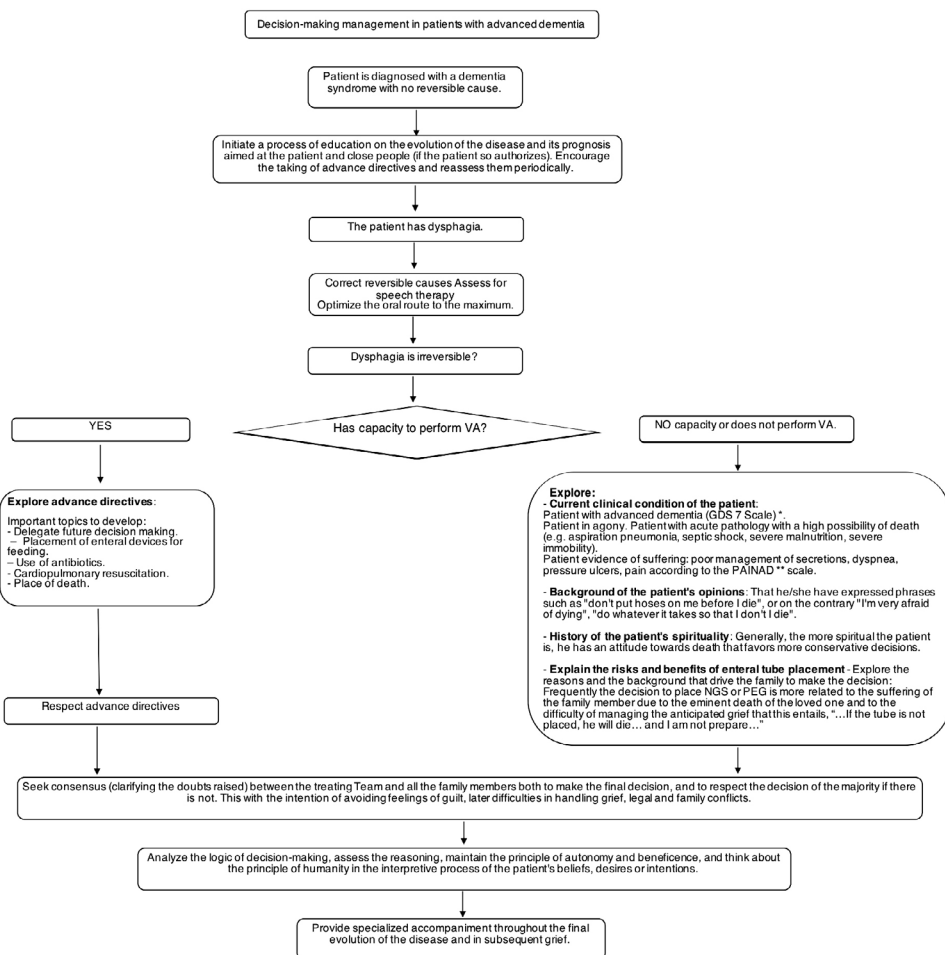 Decision-making management in patients with advanced dementia
Patient is diagnosed with a dementia
syndrome with no reversible cause.
Initiate a process of education on the evolution of the disease and its prognosis
aimed at the patient and close people (if the patient so authorizes). Encourage
the taking of advance directives and reassess them periodically.
The patient has dysphagia.
Correct reversible causes Assess for
speech therapy
Optimize the oral route to the maximum.
Dysphagia is irreversible?
Has capacity to perform VA?
YES
Explore advance directives:
Important topics to develop:
- Delegate future decision making.
– Placement of enteral devices for
feeding.
– Use of antibiotics.
- Cardiopulmonary resuscitation.
- Place of death.
Respect advance directives
NO capacity or does not perform VA.
Explore:
- Current clinical condition of the patient:
Patient with advanced dementia (GDS 7 Scale) *.
Patient in agony. Patient with acute pathology with a high possibility of death
(e.g. aspiration pneumonia, septic shock, severe malnutrition, severe
immobility).
Patient evidence of suffering: poor management of secretions, dyspnea,
pressure ulcers, pain according to the PAINAD ** scale.
- Background of the patient's opinions: That he/she have expressed phrases
such as "don't put hoses on me before I die", or on the contrary "I'm very afraid
of dying", "do whatever it takes so that I don't I die".
- History of the patient's spirituality: Generally, the more spiritual the patient
is, he has an attitude towards death that favors more conservative decisions.
- Explain the risks and benefits of enteral tube placement - Explore the
reasons and the background that drive the family to make the decision:
Frequently the decision to place NGS or PEG is more related to the suffering of
the family member due to the eminent death of the loved one and to the
difficulty of managing the anticipated grief that this entails, “…If the tube is not
placed, he will die… and I am not prepare…”
Seek consensus (clarifying the doubts raised) between the treating Team and all the family members both to make the final decision, and to respect the decision of the majority if there
is not. This with the intention of avoiding feelings of guilt, later difficulties in handling grief, legal and family conflicts.
Analyze the logic of decision-making, assess the reasoning, maintain the principle of autonomy and beneficence, and think about
the principle of humanity in the interpretive process of the patient's beliefs, desires or intentions.
Provide specialized accompaniment throughout the final
evolution of the disease and in subsequent grief.